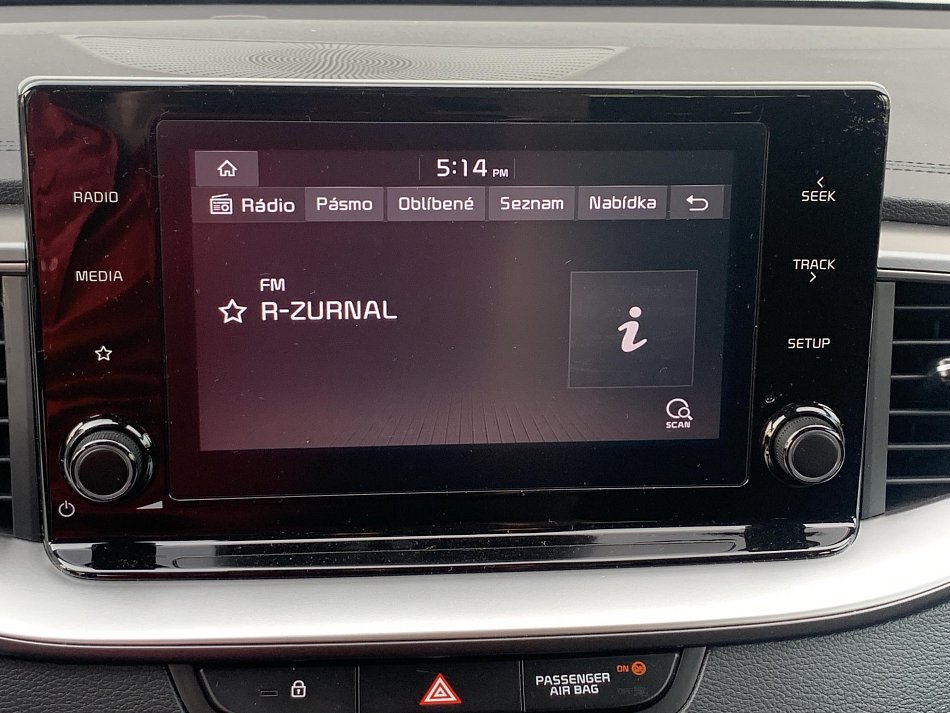 5:14 PM
Rádio Pásmo Oblíbené Seznam Nabídka
RADIO
SEEK
MEDIA
TRACK
FM
R-ZURNAL
SETUP
SCAN
PASSENGER
AIR BAG
ON